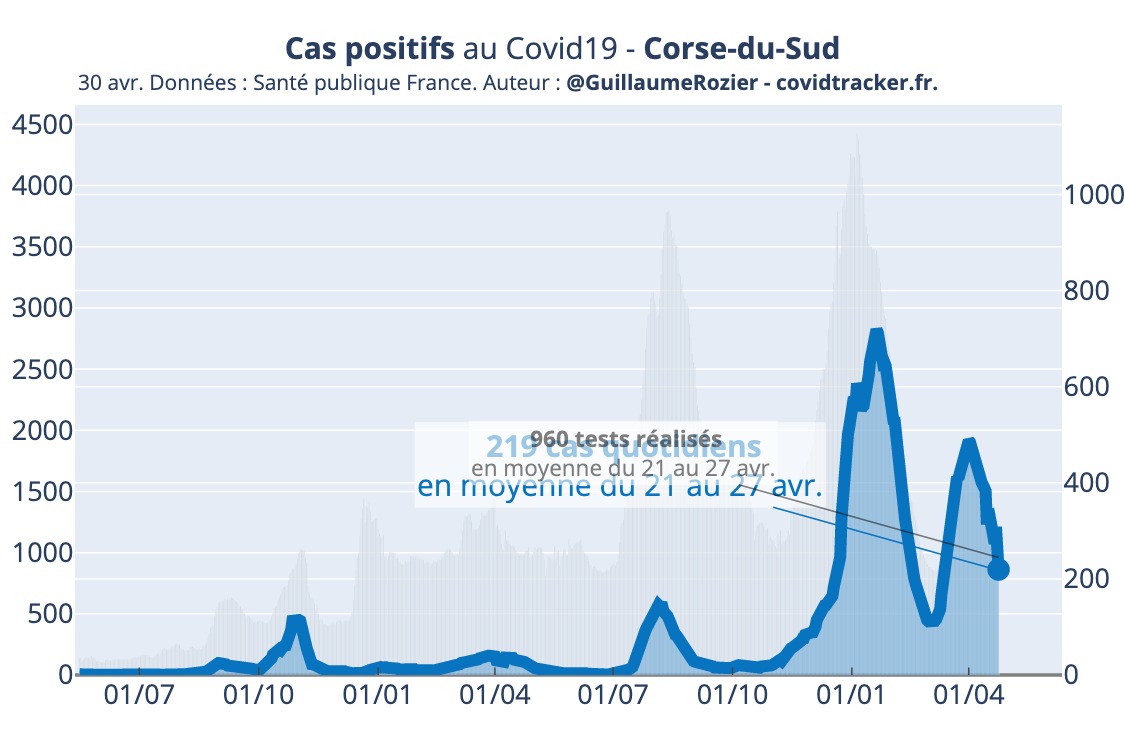 Cas positifs au Covid19 - Corse-du-Sud
30 avr. Données : Santé publique France. Auteur : @GuillaumeRozier - covidtracker.fr.
4500
4000
3500
3000
2500
2000
1500
1000
500
0
1000
800
600
400
200
0
960 tests réalisés
219 cas quotidiens
en moyenne du 21 au 27 avr.
en moyenne du 21 au 27 avr.
01/07 01/10 01/01 01/04 01/07 01/10 01/01 01/04